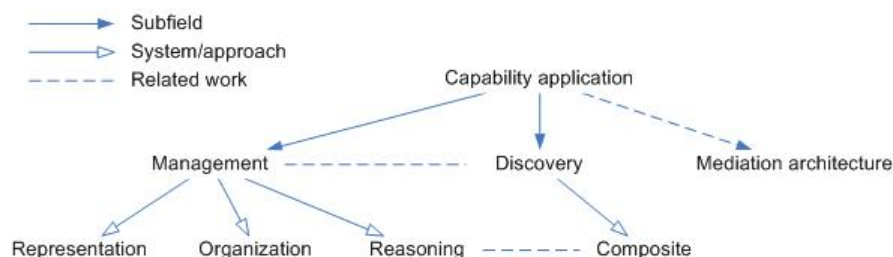 Subfield
System/approach
Related work
Capability application
Management
Discovery
Mediation architecture
Representation
Organization
Reasoning
Composite